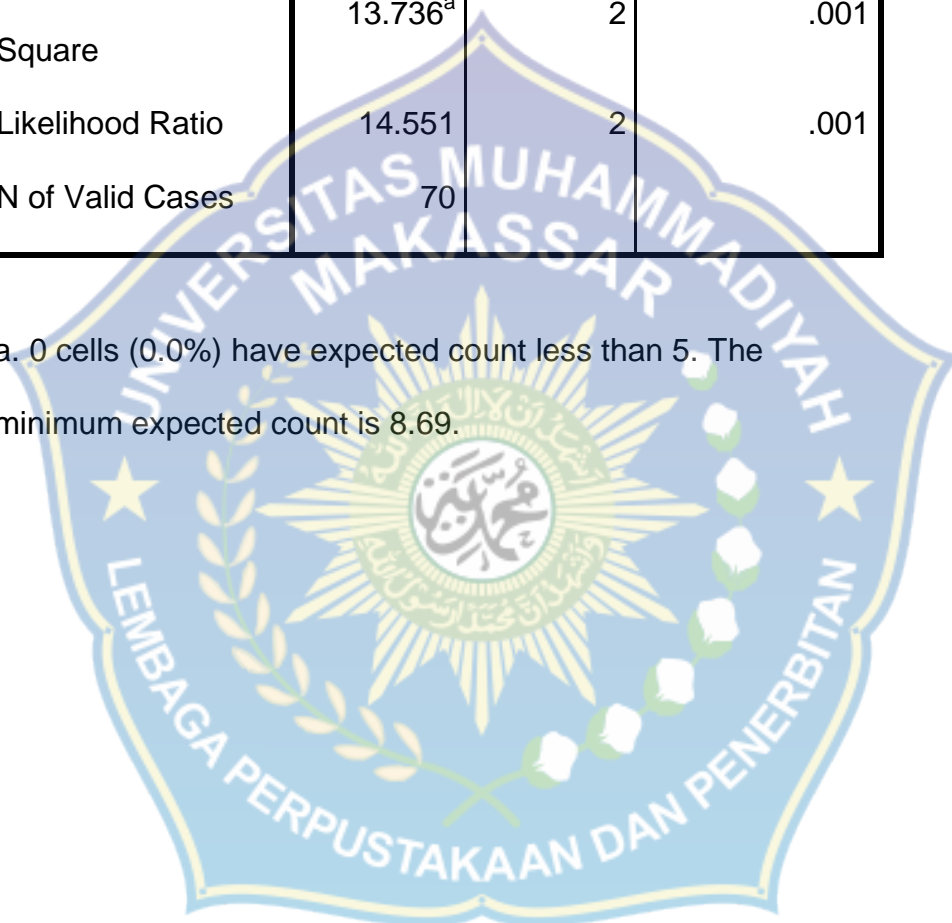 13.736a 2 .001
Square
Likelihood Ratio 14.551 2 .001
N of Valid Cases 70
a. 0 cells (0.0%) have expected count less than 5. The
minimum expected count is 8.69.
UNIVERSITAS MUHAMMADIYAH
MAKASSAR
LEMBAGA PERPUSTAKAAN DAN PENERBITAN